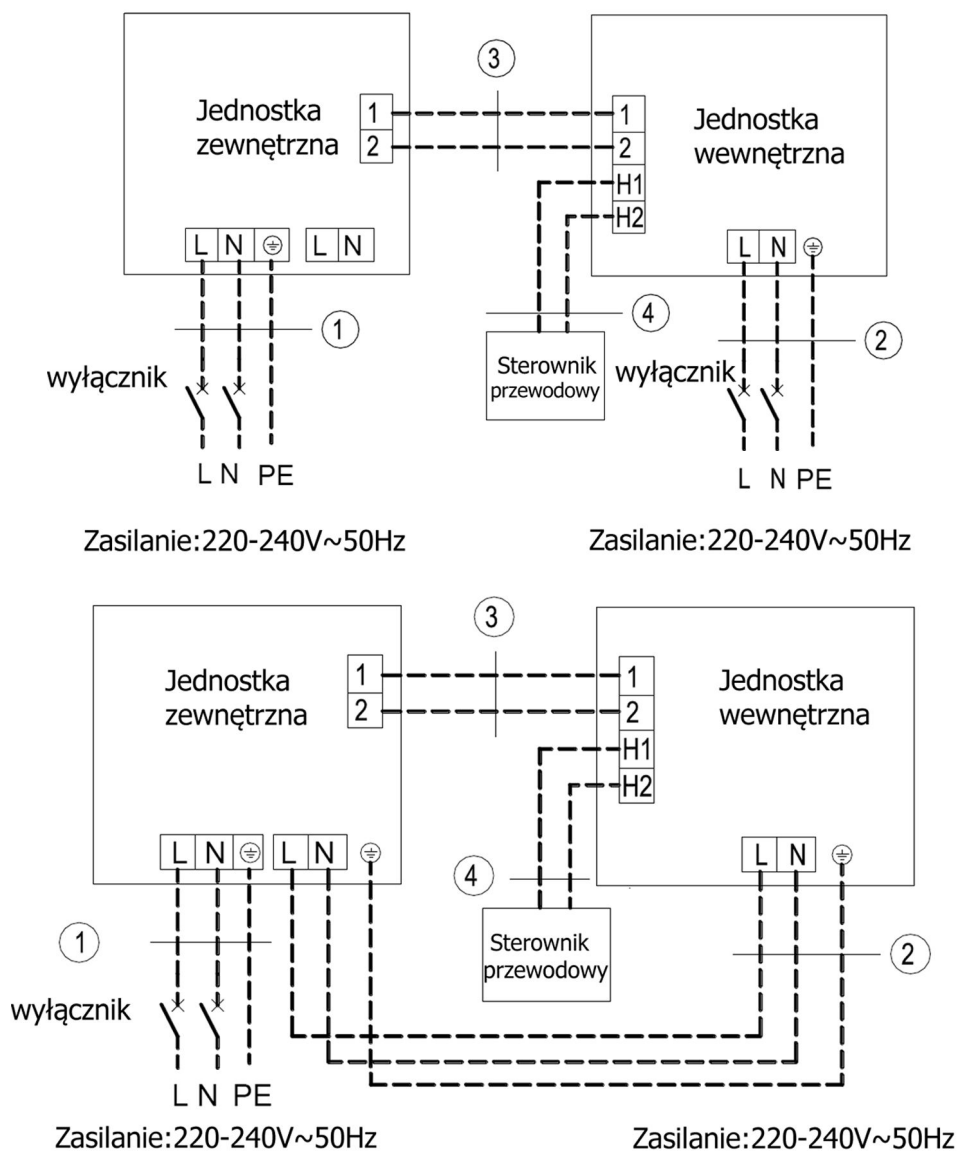 3
Jednostka
zewnętrzna
1
2
1
2
H1
H2
Jednostka
wewnętrzna
L N
L N
L N
1
4
2
wyłącznik
Sterownik
przewodowy
wyłącznik
L N PE
L N PE
Zasilanie:220-240V~50Hz
Zasilanie:220-240V~50Hz
3
Jednostka
zewnętrzna
1
2
1
2
H1
H2
Jednostka
wewnętrzna
L N
L N
L N
4
1
2
Sterownik
przewodowy
wyłącznik
L N PE
Zasilanie:220-240V~50Hz
Zasilanie:220-240V~50Hz